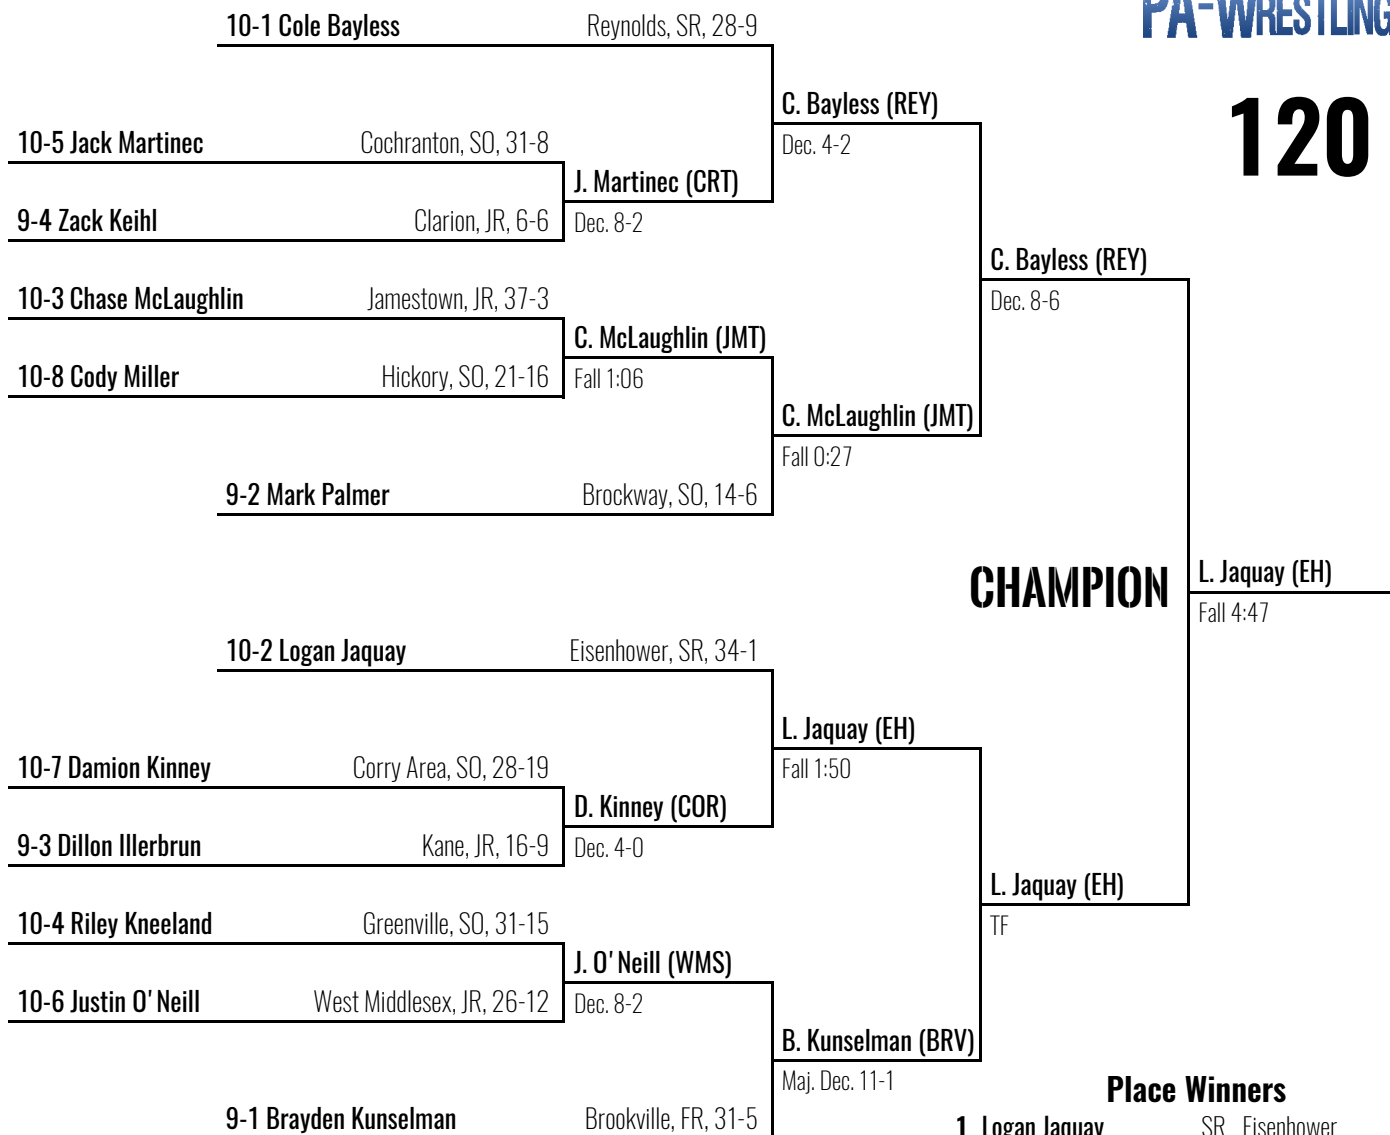 PA-WRESTLING
120
10-1 Cole Bayless Reynolds, SR, 28-9
C. Bayless (REY)
Dec. 4-2
10-5 Jack Martinec Cochranton, SO, 31-8
J. Martinec (CRT)
Dec. 8-2
9-4 Zack Keihl Clarion, JR, 6-6
C. Bayless (REY)
Dec. 8-6
10-3 Chase McLaughlin Jamestown, JR, 37-3
C. McLaughlin (JMT)
Fall 1:06
10-8 Cody Miller Hickory, SO, 21-16
C. McLaughlin (JMT)
Fall 0:27
9-2 Mark Palmer Brockway, SO, 14-6
CHAMPION
L. Jaquay (EH)
Fall 4:47
10-2 Logan Jaquay Eisenhower, SR, 34-1
L. Jaquay (EH)
Fall 1:50
10-7 Damion Kinney Corry Area, SO, 28-19
D. Kinney (COR)
Dec. 4-0
9-3 Dillon Illerbrun Kane, JR, 16-9
L. Jaquay (EH)
TF
10-4 Riley Kneeland Greenville, SO, 31-15
J. O'Neill (WMS)
Dec. 8-2
10-6 Justin O'Neill West Middlesex, JR, 26-12
B. Kunselman (BRV)
Maj. Dec. 11-1
9-1 Brayden Kunselman Brookville, FR, 31-5
Place Winners
1 Logan Jaquay SR Eisenhower